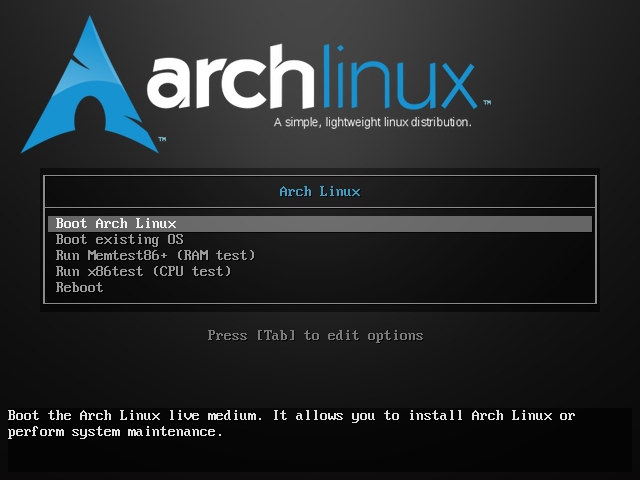 archlinux™
A simple, lightweight linux distribution.
™
Arch Linux
Boot Arch Linux
Boot existing OS
Run Memtest86+ (RAM test)
Run x86test (CPU test)
Reboot
Press [Tab] to edit options
Boot the Arch Linux live medium. It allows you to install Arch Linux or
perform system maintenance.